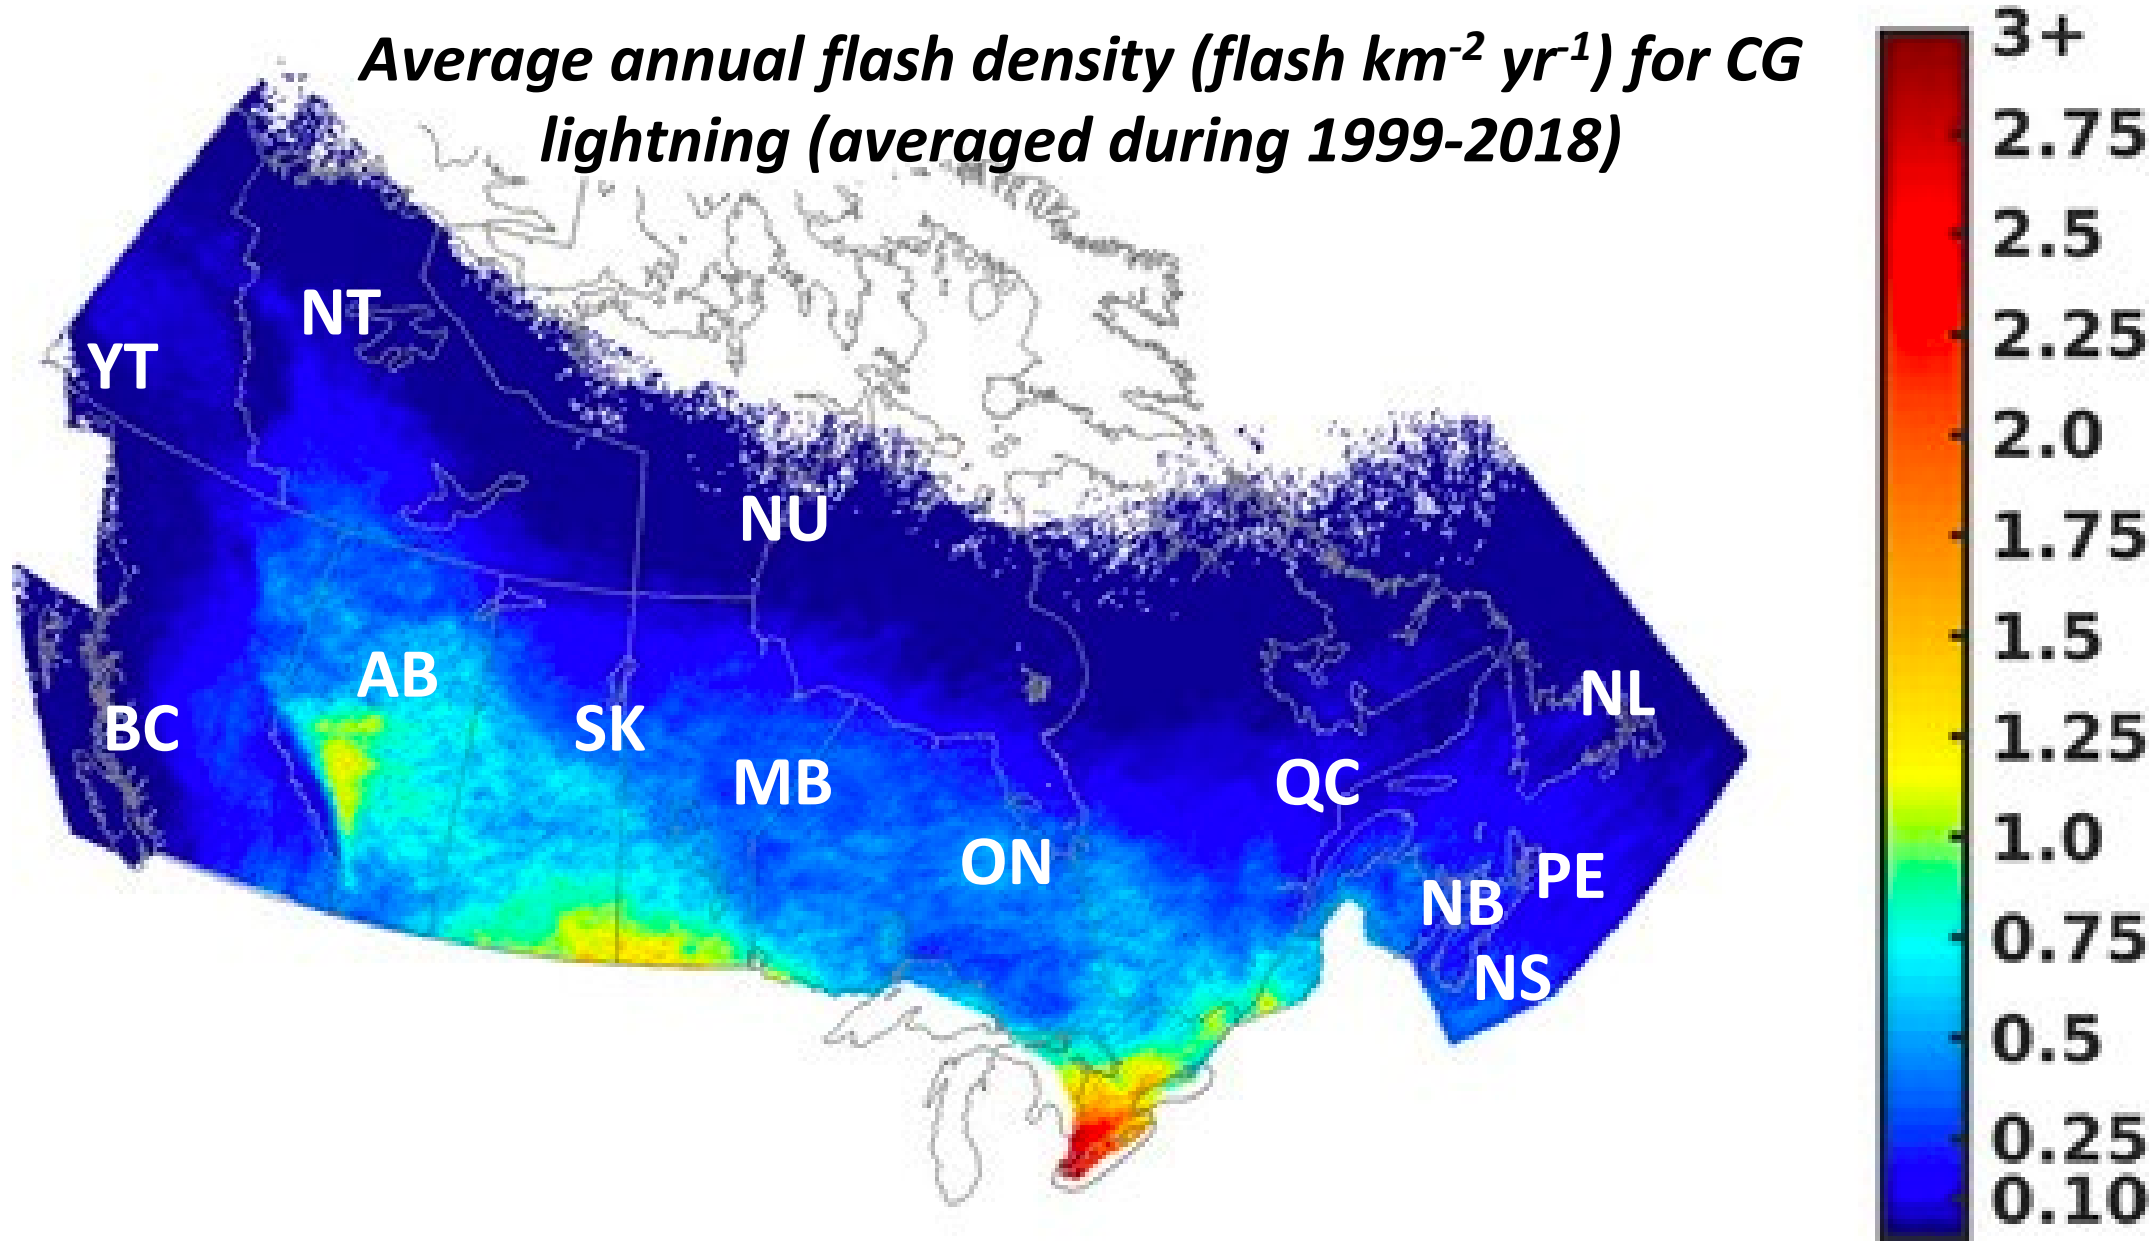 Average annual flash density (flash km-2 yr-1) for CG
lightning (averaged during 1999-2018)
3+
2.75
2.5
2.25
2.0
1.75
1.5
1.25
1.0
0.75
0.5
0.25
0.10
NT
YT
NU
AB
BC
SK
MB
ON
QC
NL
PE
NB
NS